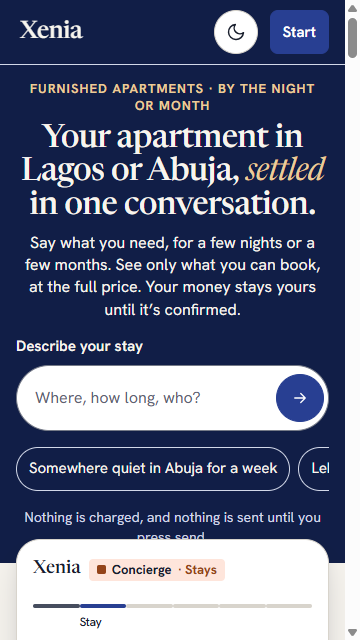 Xenia
Start
FURNISHED APARTMENTS · BY THE NIGHT
OR MONTH
Your apartment in
Lagos or Abuja, settled
in one conversation.
Say what you need, for a few nights or a
few months. See only what you can book,
at the full price. Your money stays yours
until it’s confirmed.
Describe your stay
Where, how long, who?
Somewhere quiet in Abuja for a week
Nothing is charged, and nothing is sent until you
press send.
Xenia
Concierge · Stays
Stay